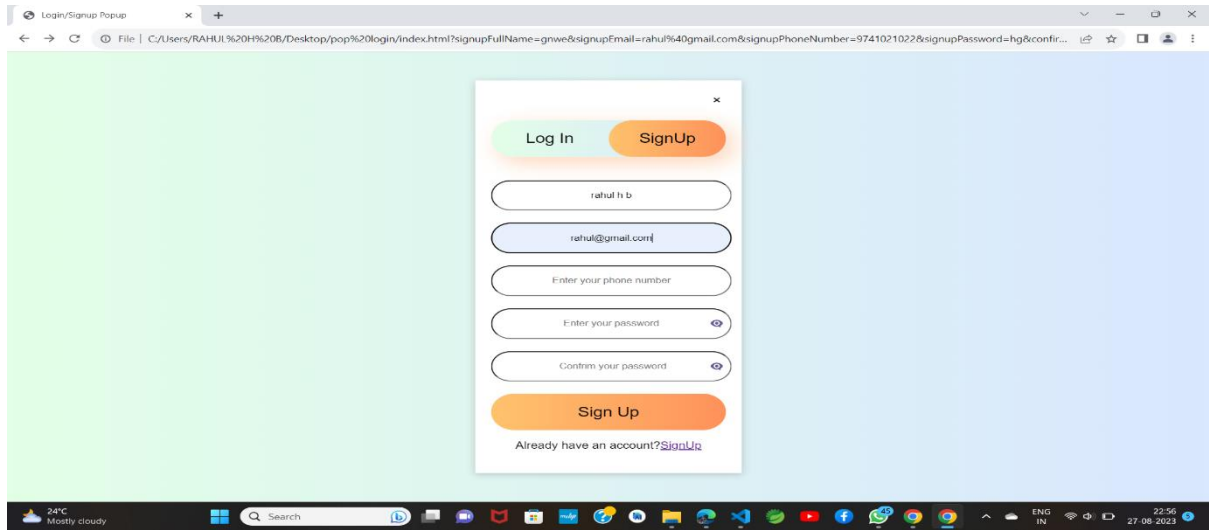 Login/Signup Popup
File | C:/Users/RAHUL%20H%20B/Desktop/pop%20login/index.html?signupFullName=gnwe&signupEmail=rahul%40gmail.com&signupPhoneNumber=9741021022&signupPassword=hg&confir...
Log In SignUp
rahul h b
rahul@gmail.com
Enter your phone number
Enter your password
Confirm your password
Sign Up
Already have an account?SignUp
24°C
Mostly cloudy
Search
45
ENG
IN
22:56
27-08-2023